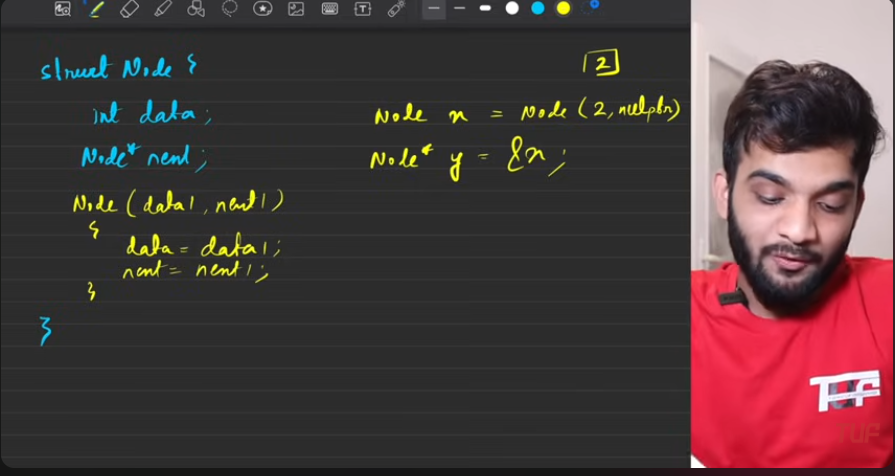 struct Node {
int data;
Node* next;
Node (data1, next1)
{
data = data1;
next = next1;
}
}
2
Node x = Node (2, nullptr)
Node* y = &x;
TUF
TUF